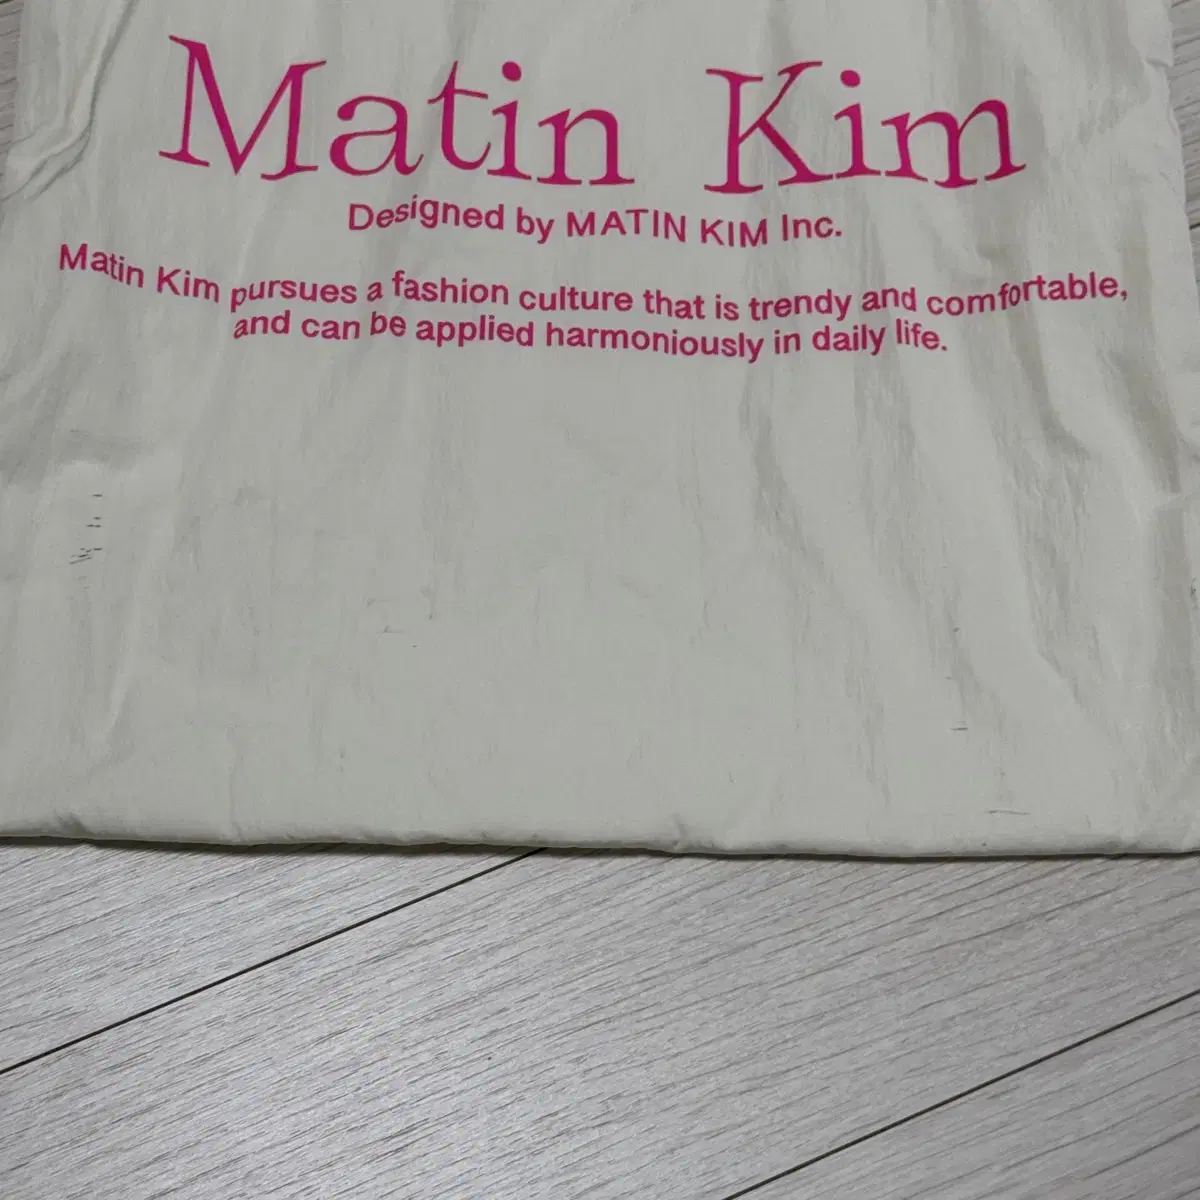 Matin Kim
Designed by MATIN KIM Inc.
Matin Kim pursues a fashion culture that is trendy and comfortable,
and can be applied harmoniously in daily life.